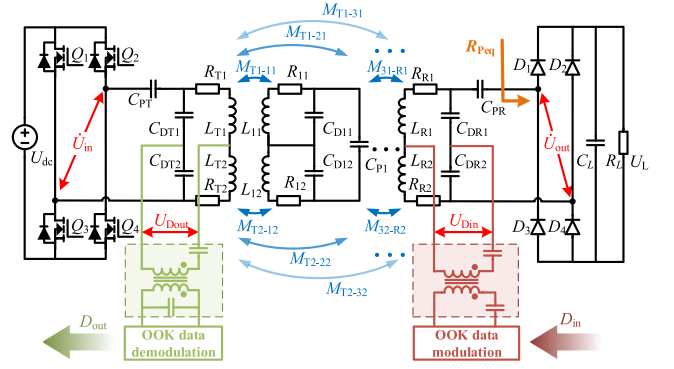 M_T1-31
M_T1-21
M_T1-11
M_31-R1
R_Peq
Q_1
Q_2
C_PT
R_T1
R_11
R_R1
C_PR
D_1
D_2
U̇_in
C_DT1
L_T1
L_11
C_D11
L_R1
C_DR1
U̇_out
U_dc
C_DT2
L_T2
L_12
C_D12
C_P1
L_R2
C_DR2
C_L
R_L
U_L
R_T2
R_12
R_R2
Q_3
Q_4
U_Dout
M_T2-12
M_32-R2
U_Din
D_3
D_4
M_T2-22
M_T2-32
D_out
OOK data
demodulation
OOK data
modulation
D_in